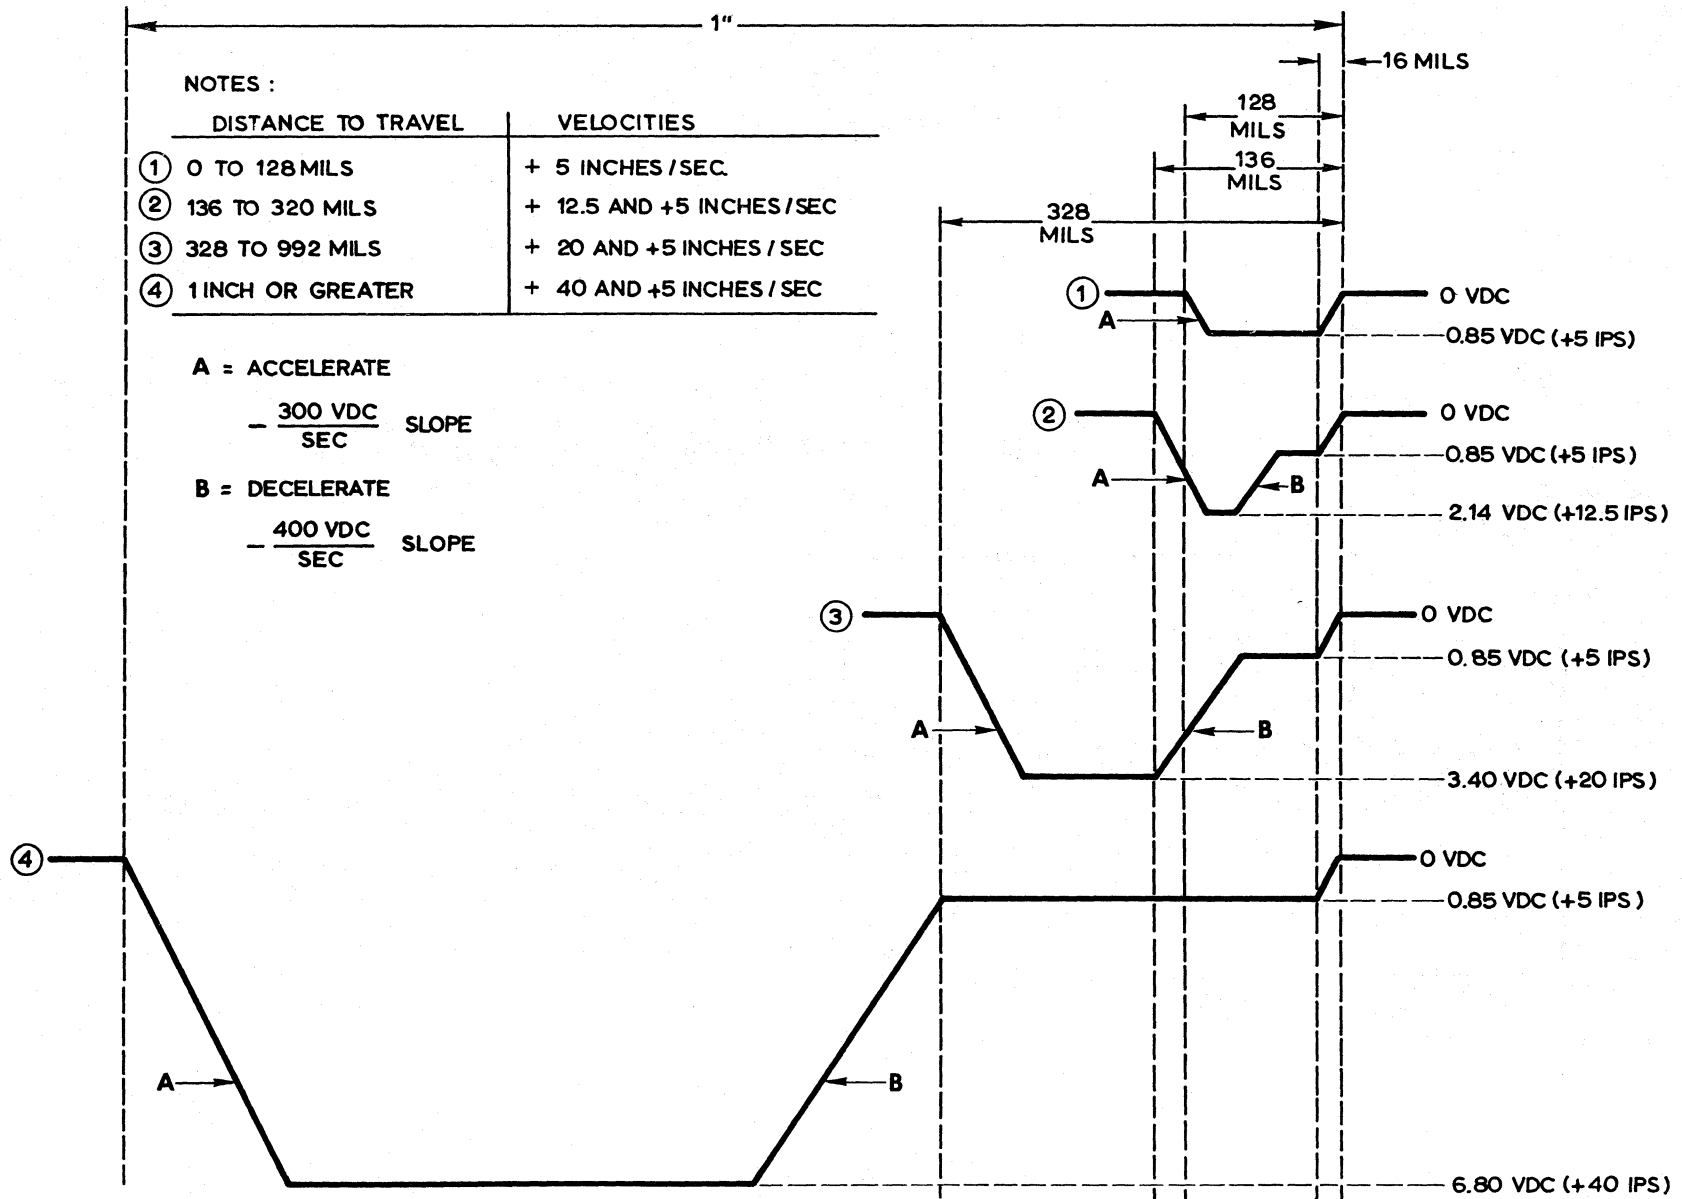 1"
16 MILS
NOTES :
128
MILS
DISTANCE TO TRAVEL VELOCITIES
136
MILS
① 0 TO 128 MILS + 5 INCHES / SEC.
② 136 TO 320 MILS + 12.5 AND +5 INCHES / SEC
328
MILS
③ 328 TO 992 MILS + 20 AND +5 INCHES / SEC
④ 1 INCH OR GREATER + 40 AND +5 INCHES / SEC
① 0 VDC
A
0.85 VDC (+5 IPS)
A = ACCELERATE
− 300 VDC
SEC SLOPE
② 0 VDC
0.85 VDC (+5 IPS)
A B
B = DECELERATE
2.14 VDC (+12.5 IPS)
− 400 VDC
SEC SLOPE
③ 0 VDC
0.85 VDC (+5 IPS)
A B
3.40 VDC (+20 IPS)
④ 0 VDC
0.85 VDC (+5 IPS)
A B
6.80 VDC (+40 IPS)